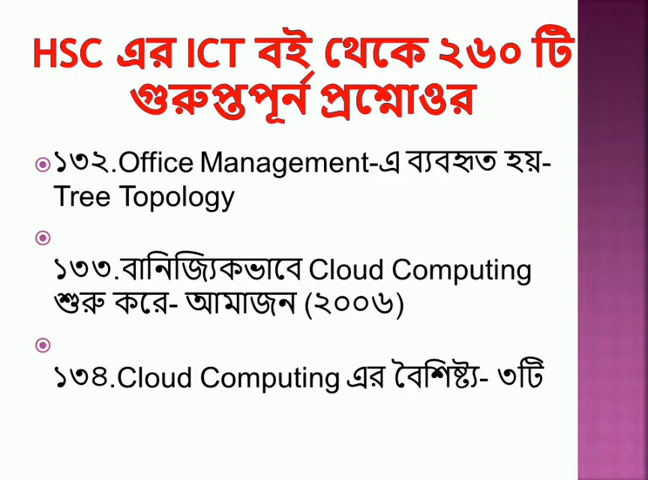 HSC এর ICT বই থেকে ২৬০ টি
গুরুপ্তপূর্ন প্রশ্নোওর
১৩২.Office Management-এ ব্যবহৃত হয়-
Tree Topology
১৩৩.বানিজ্যিকভাবে Cloud Computing
শুরু করে- আমাজন (২০০৬)
১৩৪.Cloud Computing এর বৈশিষ্ট্য- ৩টি